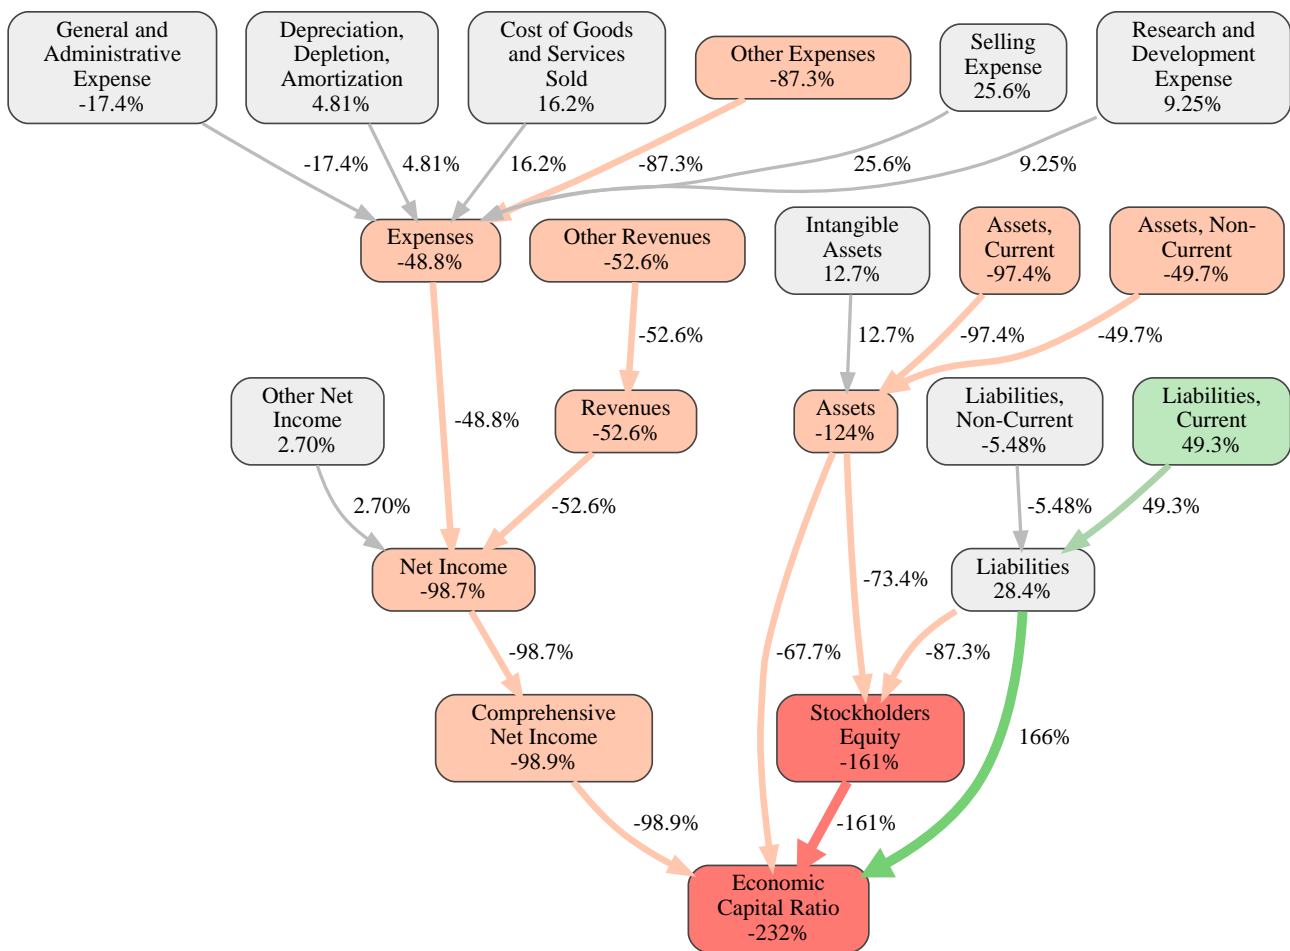 General and
Administrative
Expense
-17.4%
Depreciation,
Depletion,
Amortization
4.81%
Cost of Goods
and Services
Sold
16.2%
Other Expenses
-87.3%
Selling
Expense
25.6%
Research and
Development
Expense
9.25%
-17.4%
4.81%
16.2%
-87.3%
25.6%
9.25%
Expenses
-48.8%
Other Revenues
-52.6%
Intangible
Assets
12.7%
Assets,
Current
-97.4%
Assets, Non-
Current
-49.7%
-52.6%
12.7%
-97.4%
-49.7%
Other Net
Income
2.70%
-48.8%
Revenues
-52.6%
Assets
-124%
Liabilities,
Non-Current
-5.48%
Liabilities,
Current
49.3%
2.70%
-52.6%
-5.48%
49.3%
Net Income
-98.7%
-73.4%
Liabilities
28.4%
-98.7%
-67.7%
-87.3%
Comprehensive
Net Income
-98.9%
Stockholders
Equity
-161%
166%
-98.9%
-161%
Economic
Capital Ratio
-232%